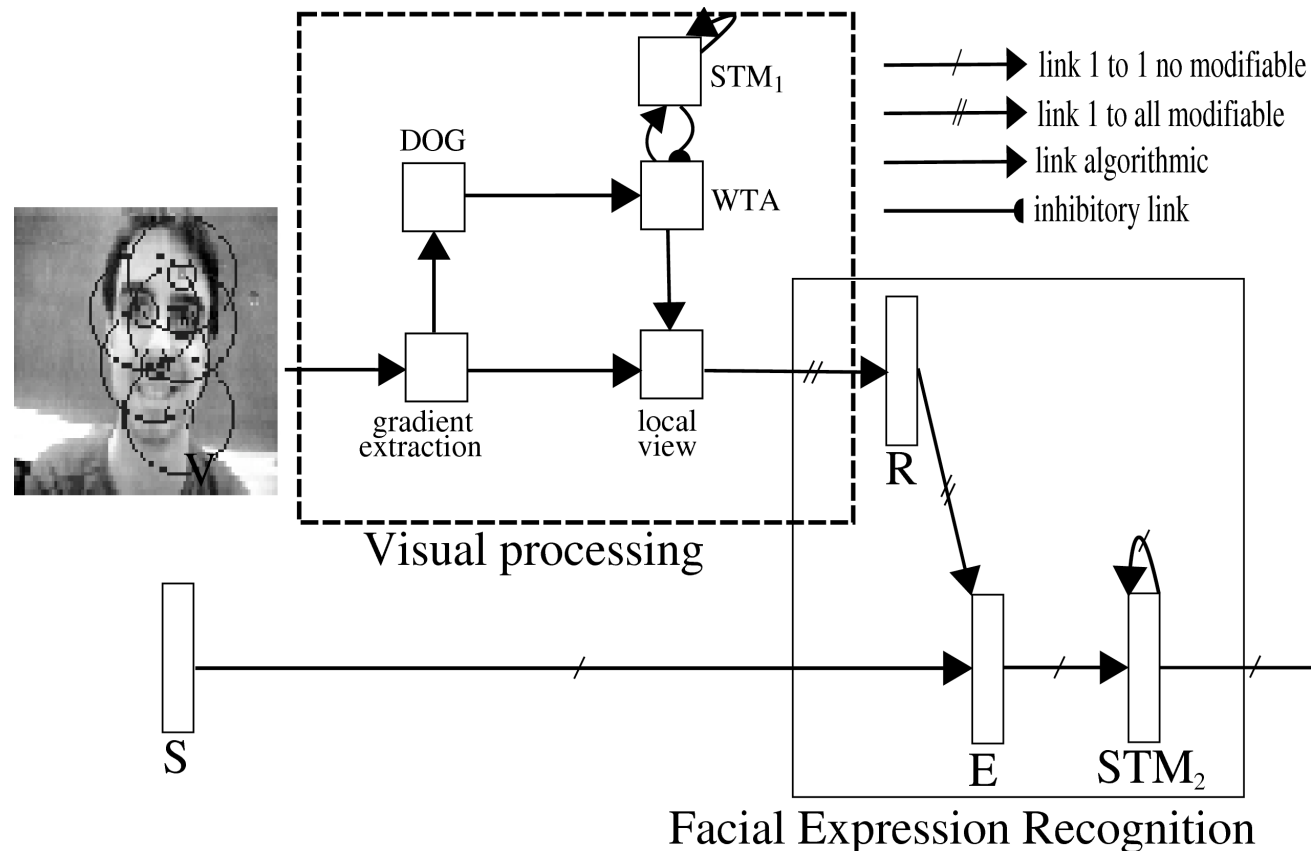 STM₁
link 1 to 1 no modifiable
link 1 to all modifiable
DOG
link algorithmic
WTA
inhibitory link
gradient
extraction
local
view
V
R
Visual processing
S
E
STM₂
Facial Expression Recognition